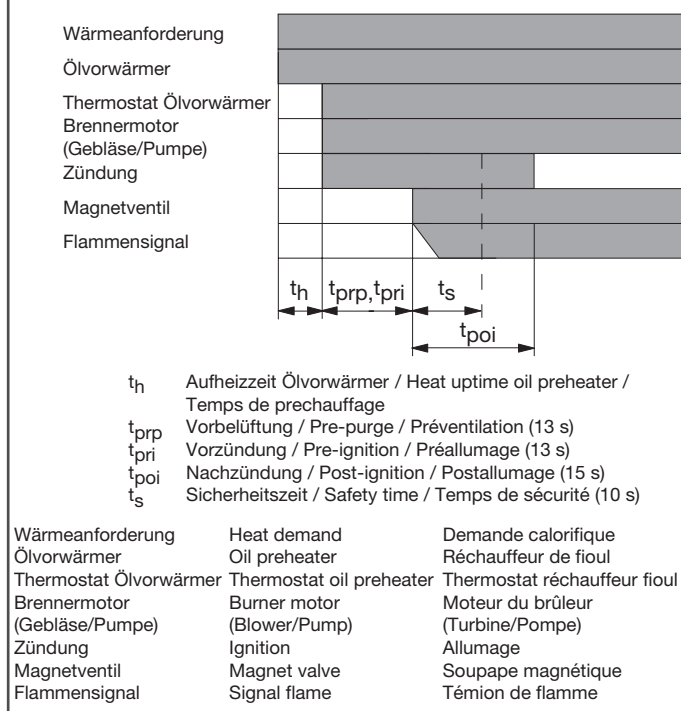 Wärmeanforderung
Ölvorwärmer
Thermostat Ölvorwärmer
Brennermotor
(Gebläse/Pumpe)
Zündung
Magnetventil
Flammensignal
th tprp,tpri ts
tpoi
th Aufheizzeit Ölvorwärmer / Heat uptime oil preheater /
Temps de prechauffage
tprp Vorbelüftung / Pre-purge / Préventilation (13 s)
tpri Vorzündung / Pre-ignition / Préallumage (13 s)
tpoi Nachzündung / Post-ignition / Postallumage (15 s)
ts Sicherheitszeit / Safety time / Temps de sécurité (10 s)
Wärmeanforderung Heat demand Demande calorifique
Ölvorwärmer Oil preheater Réchauffeur de fioul
Thermostat Ölvorwärmer Thermostat oil preheater Thermostat réchauffeur fioul
Brennermotor Burner motor Moteur du brûleur
(Gebläse/Pumpe) (Blower/Pump) (Turbine/Pompe)
Zündung Ignition Allumage
Magnetventil Magnet valve Soupape magnétique
Flammensignal Signal flame Témion de flamme